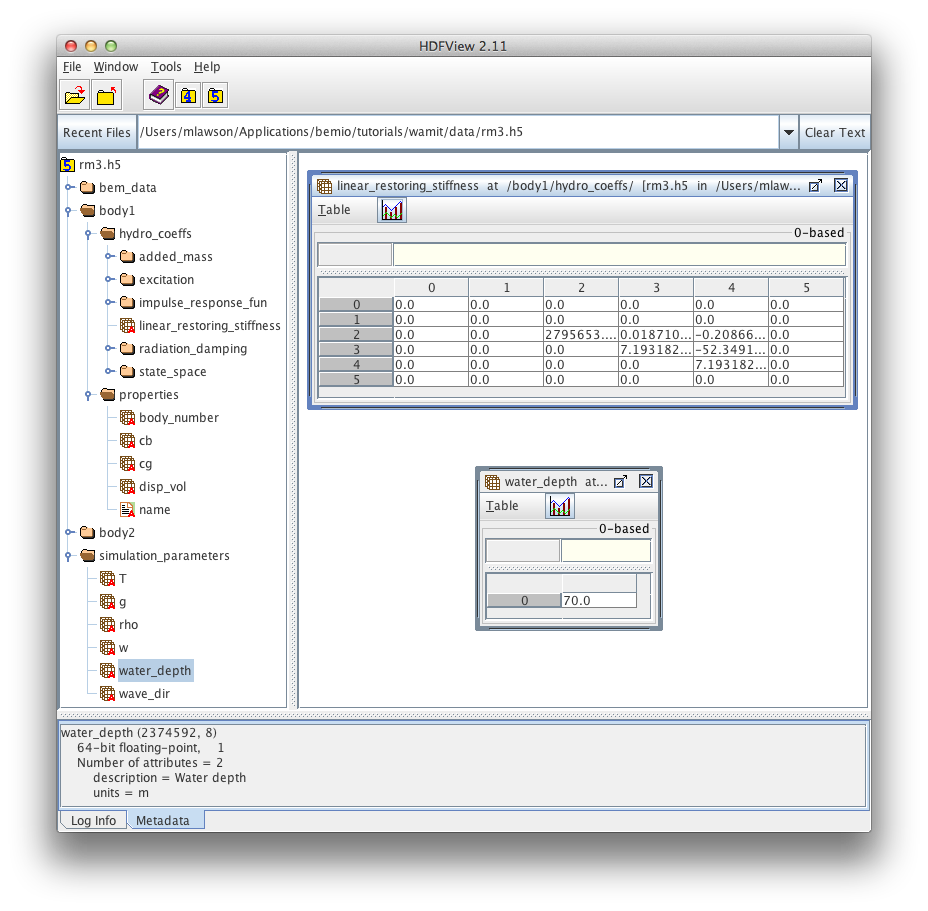 HDFView 2.11
File Window Tools Help
4 5
Recent Files /Users/mlawson/Applications/bemio/tutorials/wamit/data/rm3.h5 Clear Text
5 rm3.h5
bem_data
body1
hydro_coeffs
added_mass
excitation
impulse_response_fun
linear_restoring_stiffness
radiation_damping
state_space
properties
body_number
cb
cg
disp_vol
name
body2
simulation_parameters
T
g
rho
w
water_depth
wave_dir
linear_restoring_stiffness at /body1/hydro_coeffs/ [rm3.h5 in /Users/mlaw...
Table
0-based
0 1 2 3 4 5
0 0.0 0.0 0.0 0.0 0.0 0.0
1 0.0 0.0 0.0 0.0 0.0 0.0
2 0.0 0.0 2795653.... 0.018710... -0.20866... 0.0
3 0.0 0.0 0.0 7.193182... -52.3491... 0.0
4 0.0 0.0 0.0 0.0 7.193182... 0.0
5 0.0 0.0 0.0 0.0 0.0 0.0
water_depth at...
Table
0-based
0 70.0
water_depth (2374592, 8)
64-bit floating-point, 1
Number of attributes = 2
description = Water depth
units = m
Log Info Metadata